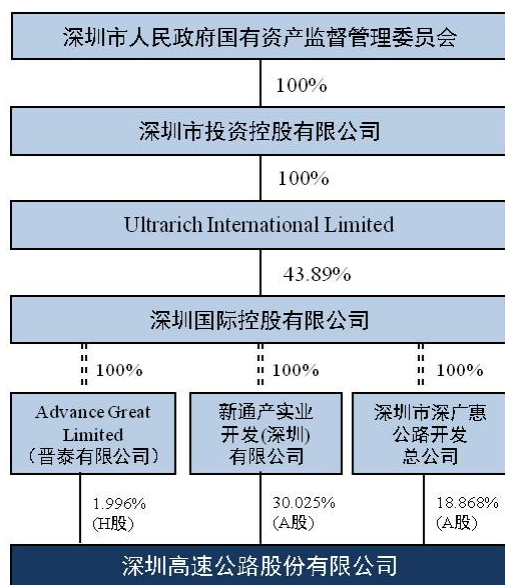 深圳市人民政府国有资产监督管理委员会
100%
深圳市投资控股有限公司
100%
Ultrarich International Limited
43.89%
深圳国际控股有限公司
100%
100%
100%
Advance Great
Limited
（晋泰有限公司）
新通产实业
开发(深圳)
有限公司
深圳市深广惠
公路开发
总公司
1.996%
(H股)
30.025%
(A股)
18.868%
(A股)
深圳高速公路股份有限公司